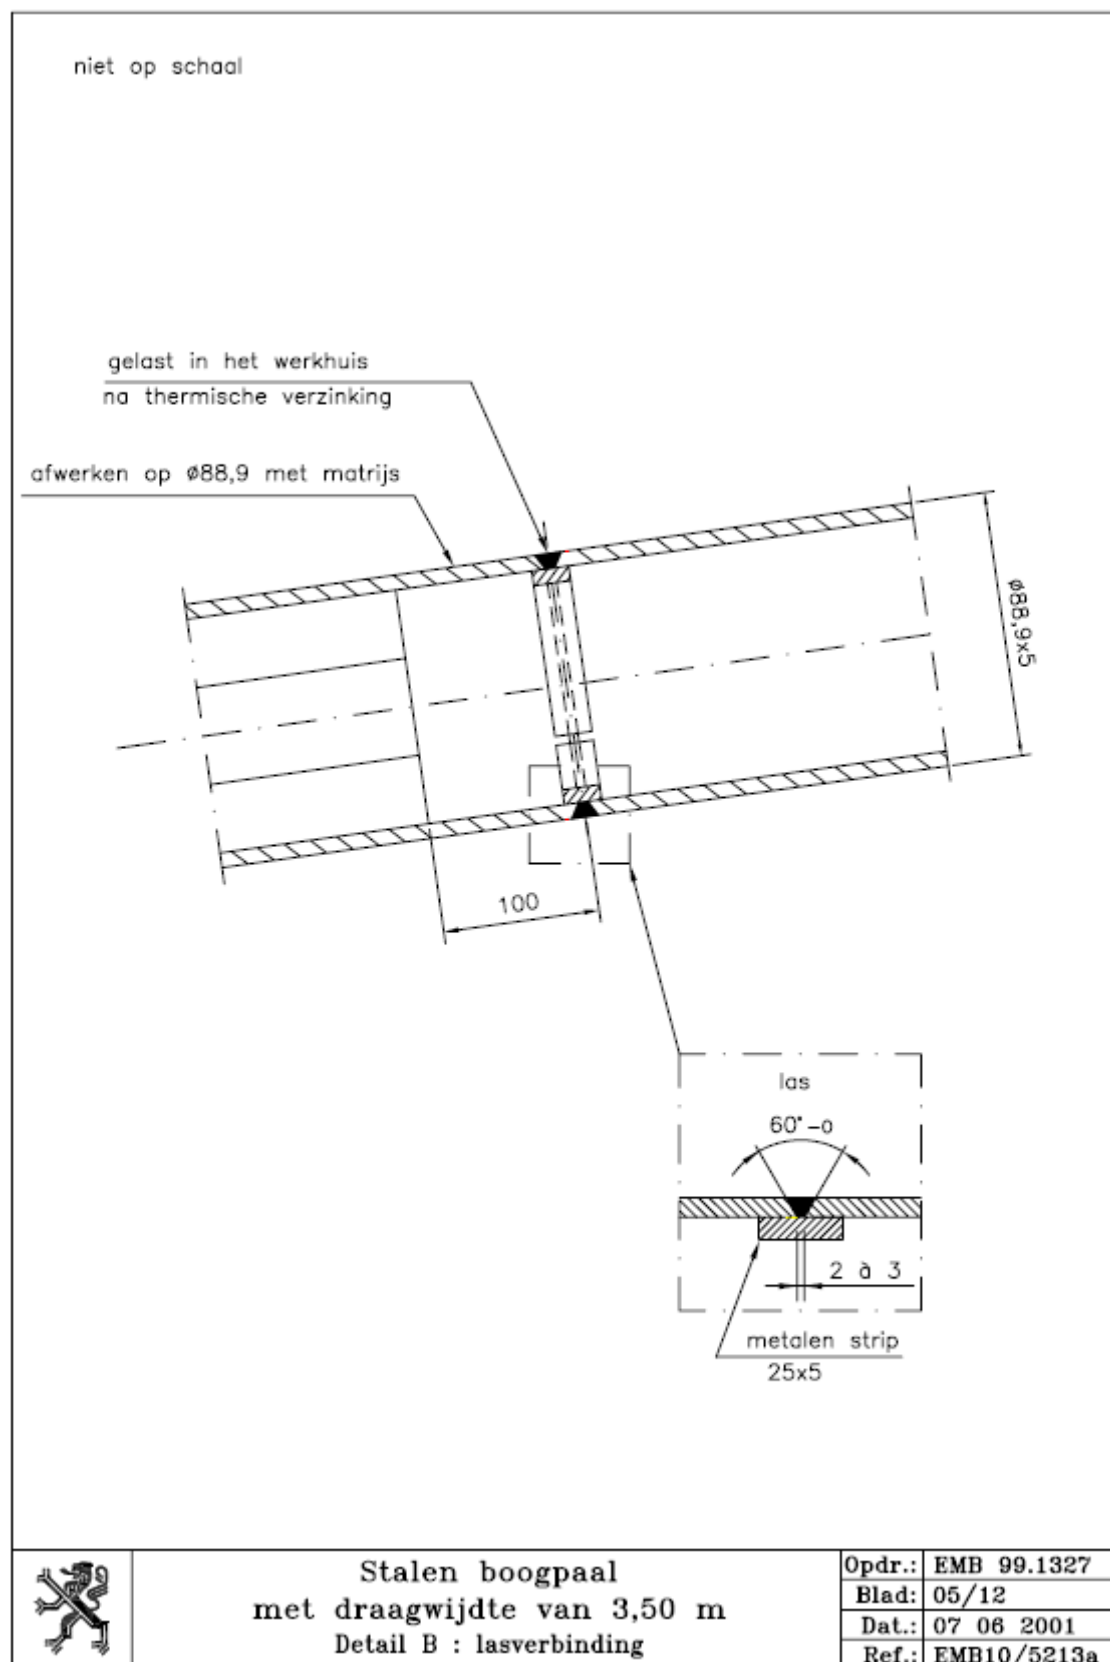 niet op schaal
gelast in het werkhuis
na thermische verzinking
afwerken op ø88,9 met matrijs
ø88,9x5
100
las
60°-0
2 à 3
metalen strip
25x5
Stalen boogpaal
met draagwijdte van 3,50 m
Detail B : lasverbinding
Opdr.: EMB 99.1327
Blad: 05/12
Dat.: 07 06 2001
Ref.: EMB10/5213a